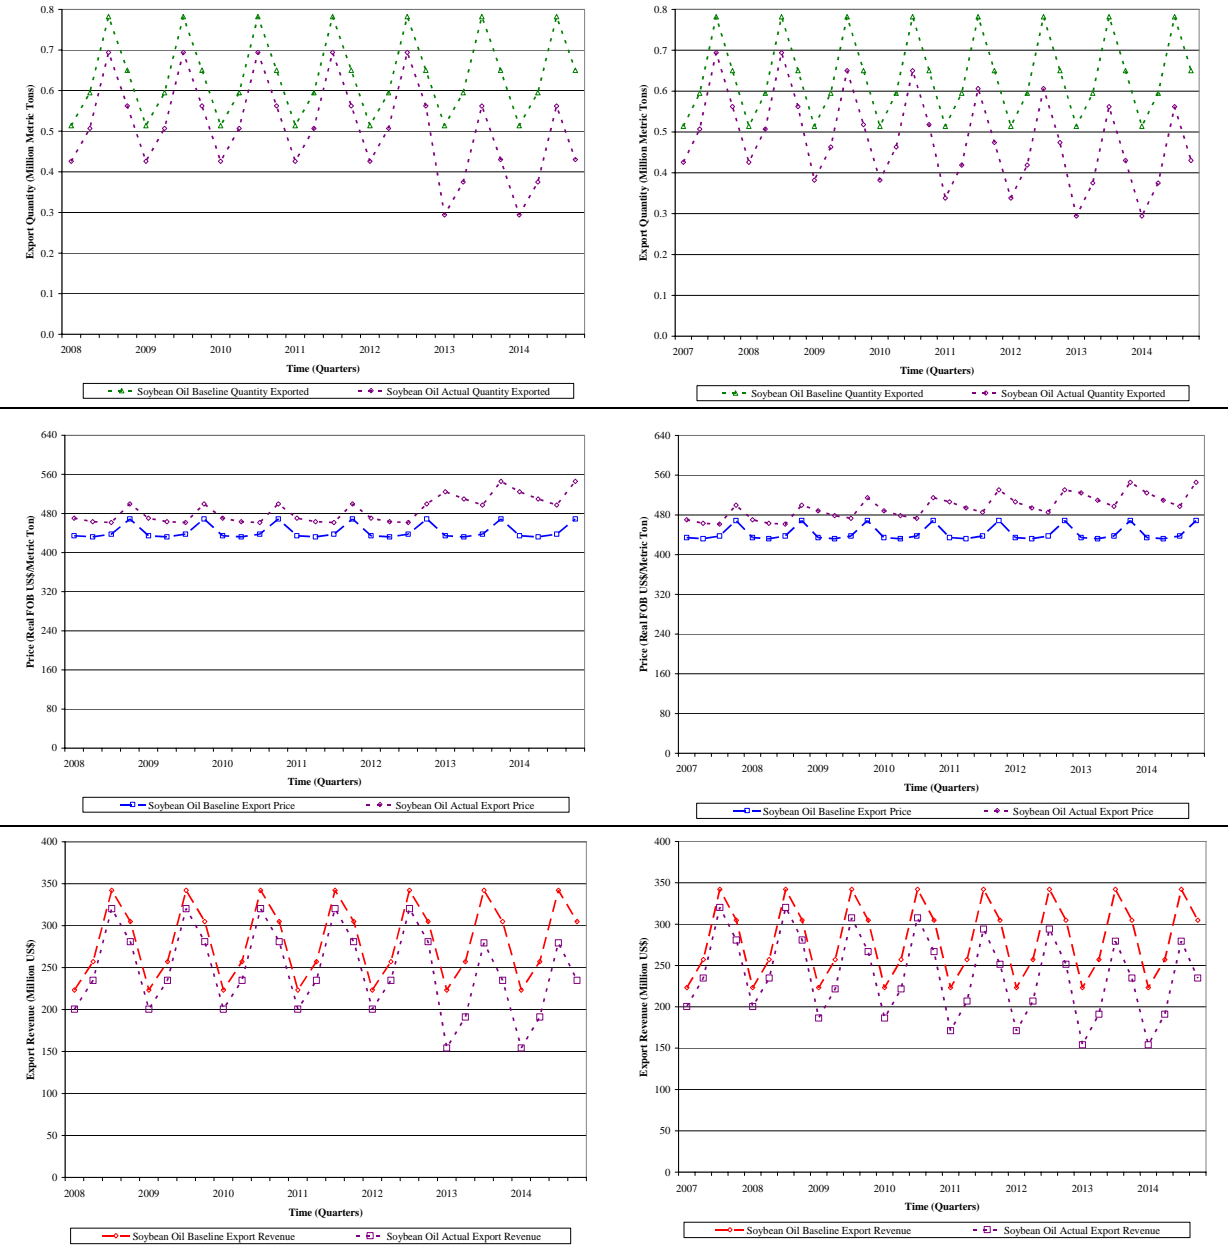 Export Quantity (Million Metric Tons)
0.8
0.7
0.6
0.5
0.4
0.3
0.2
0.1
0.0
2008 2009 2010 2011 2012 2013 2014
Time (Quarters)
Soybean Oil Baseline Quantity Exported Soybean Oil Actual Quantity Exported
Export Quantity (Million Metric Tons)
0.8
0.7
0.6
0.5
0.4
0.3
0.2
0.1
0.0
2007 2008 2009 2010 2011 2012 2013 2014
Time (Quarters)
Soybean Oil Baseline Quantity Exported Soybean Oil Actual Quantity Exported
Price (Real FOB US$/Metric Ton)
640
560
480
400
320
240
160
80
0
2008 2009 2010 2011 2012 2013 2014
Time (Quarters)
Soybean Oil Baseline Export Price Soybean Oil Actual Export Price
Price (Real FOB US$/Metric Ton)
640
560
480
400
320
240
160
80
0
2007 2008 2009 2010 2011 2012 2013 2014
Time (Quarters)
Soybean Oil Baseline Export Price Soybean Oil Actual Export Price
Export Revenue (Million US$)
400
350
300
250
200
150
100
50
0
2008 2009 2010 2011 2012 2013 2014
Time (Quarters)
Soybean Oil Baseline Export Revenue Soybean Oil Actual Export Revenue
Export Revenue (Million US$)
400
350
300
250
200
150
100
50
0
2007 2008 2009 2010 2011 2012 2013 2014
Time (Quarters)
Soybean Oil Baseline Export Revenue Soybean Oil Actual Export Revenue